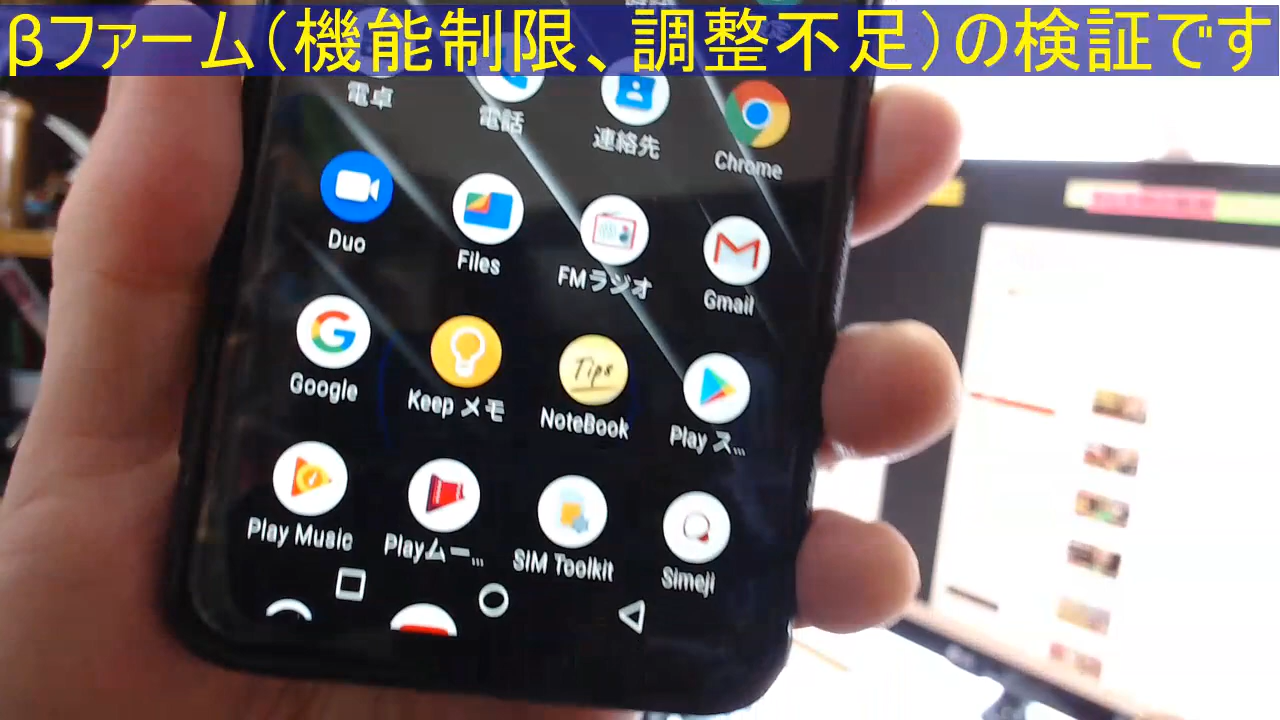 βファーム（機能制限、調整不足）の検証です
電卓
電話
連絡先
Chrome
Duo
Files
FMラジオ
Gmail
Google
Keep メモ
Tips
NoteBook
Play ス...
Play Music
Playムー...
SIM Toolkit
Simeji